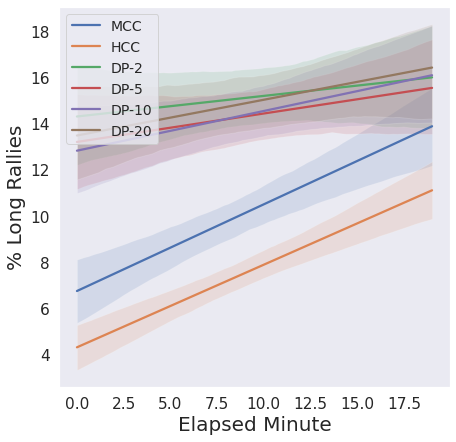 18
16
14
12
10
8
6
4
% Long Rallies
MCC
HCC
DP-2
DP-5
DP-10
DP-20
0.0 2.5 5.0 7.5 10.0 12.5 15.0 17.5
Elapsed Minute